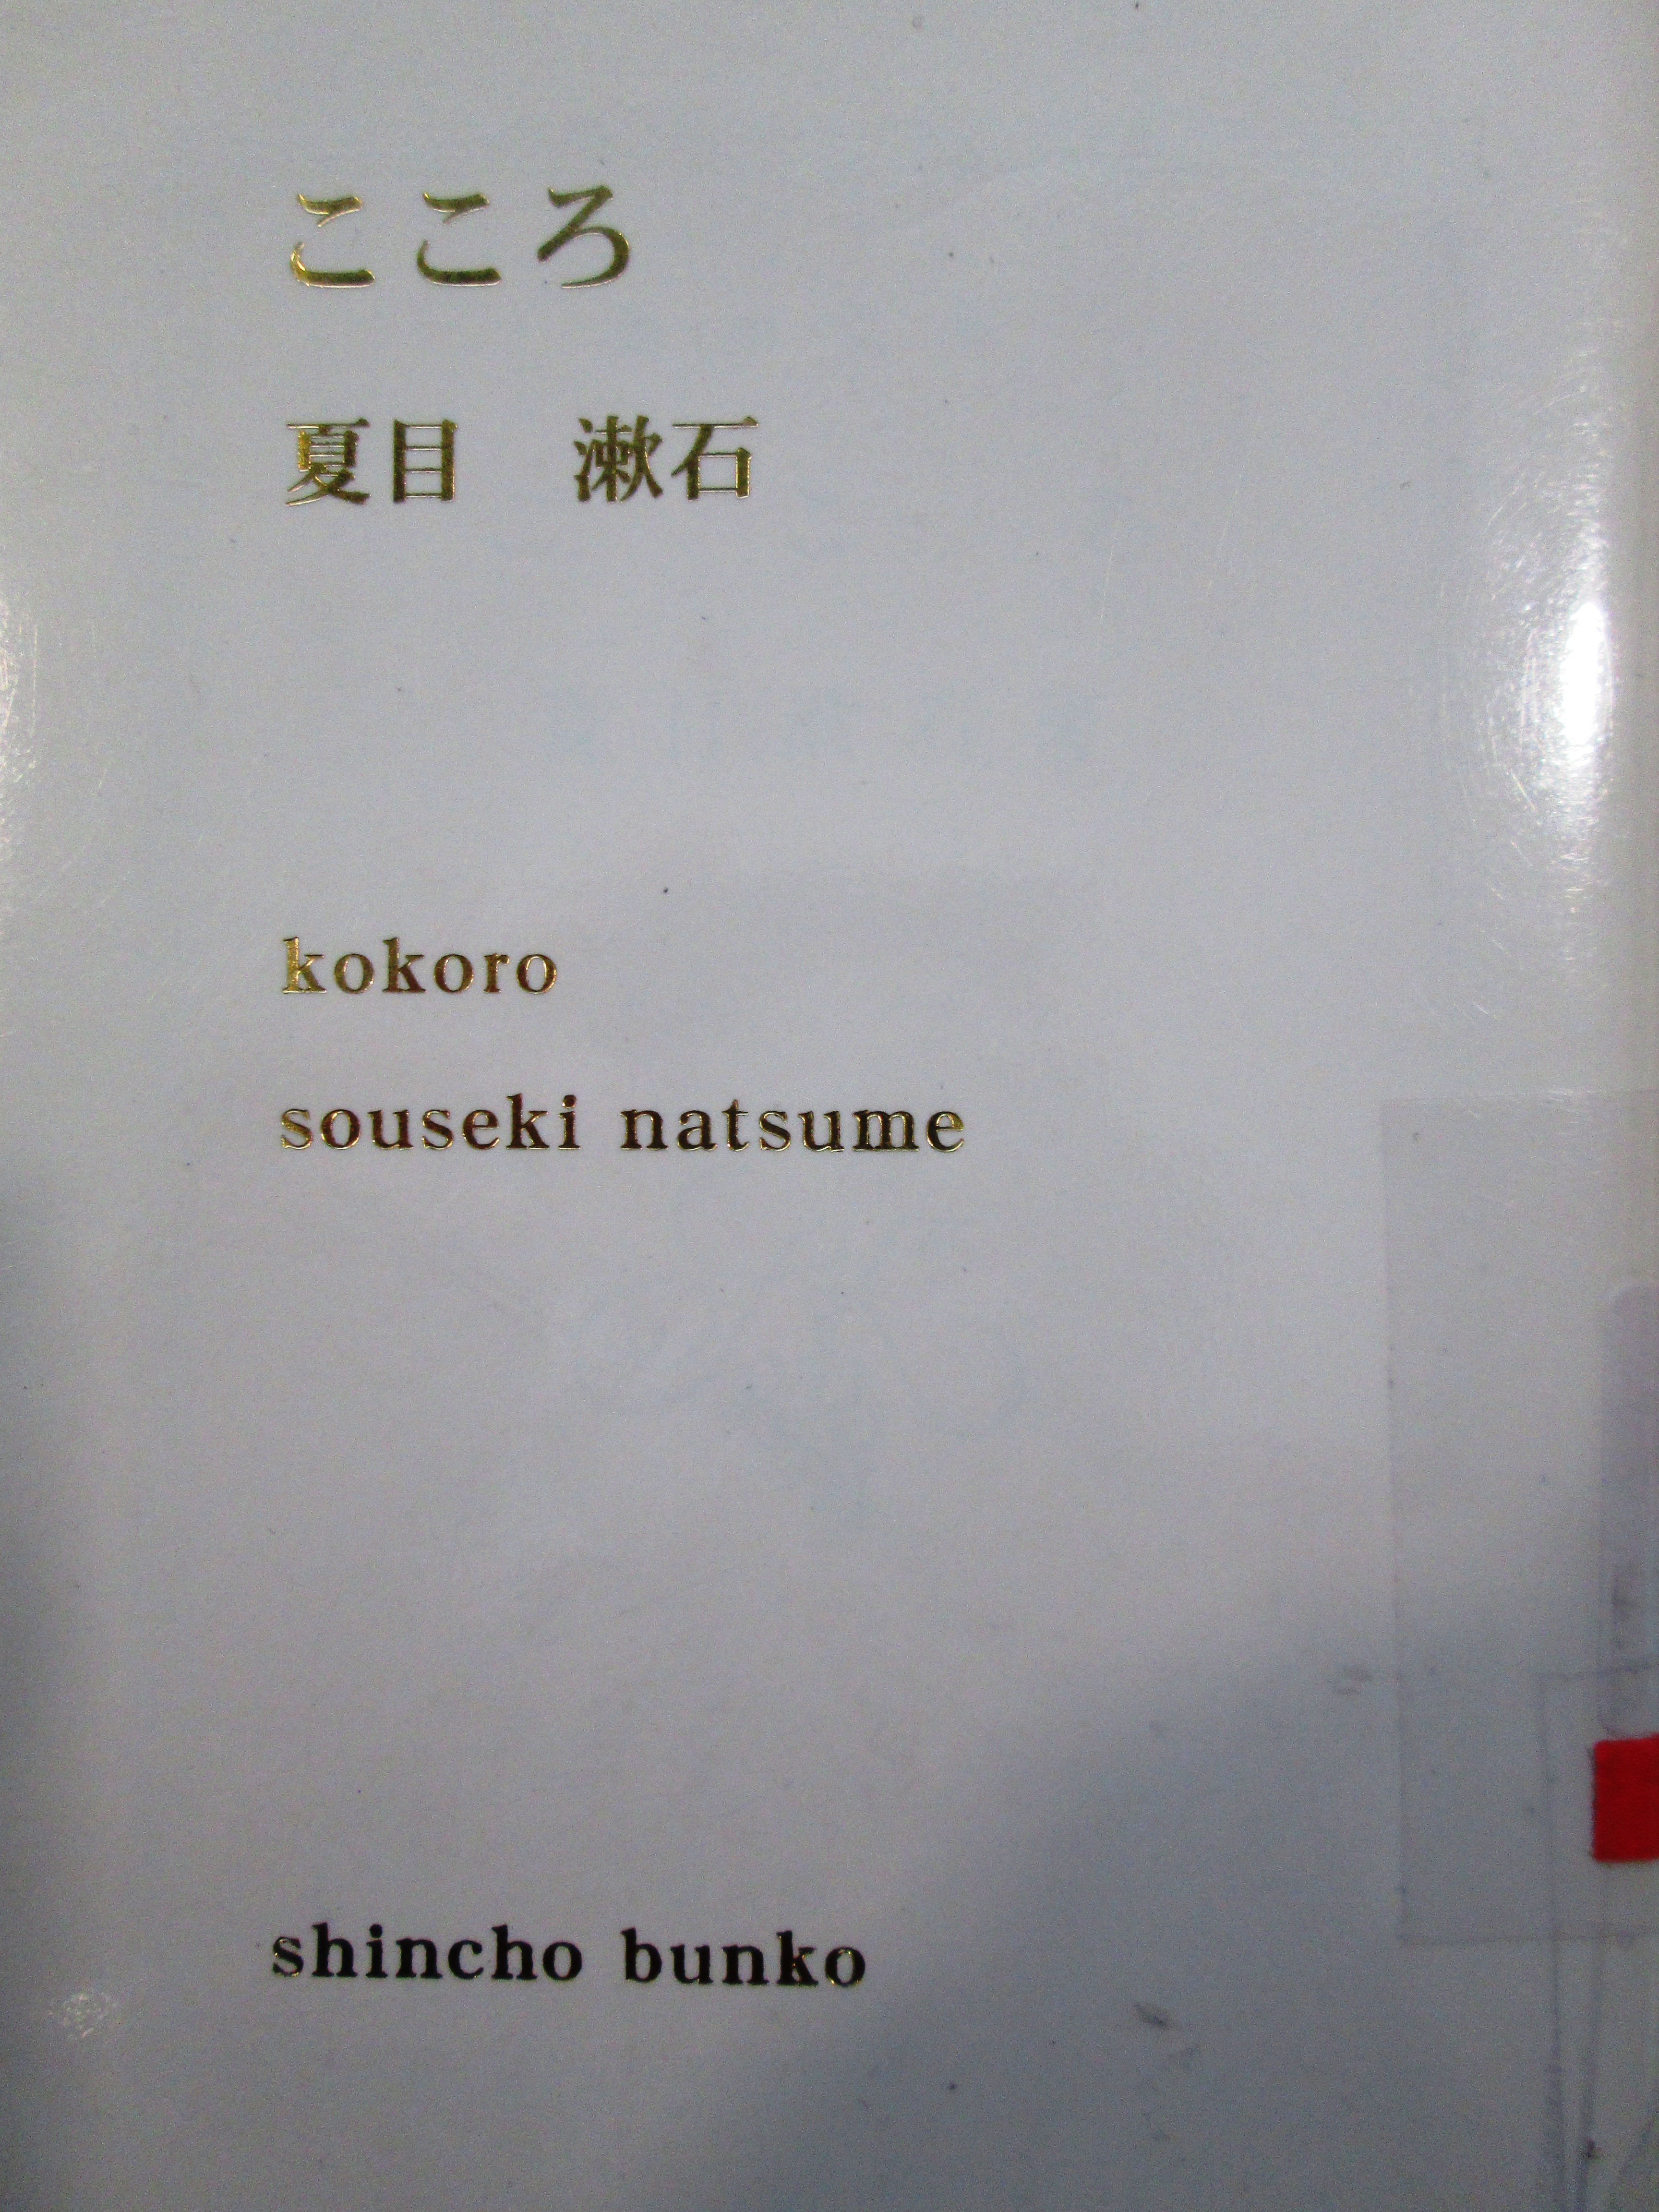 こころ
夏目　漱石
kokoro
souseki natsume
shincho bunko